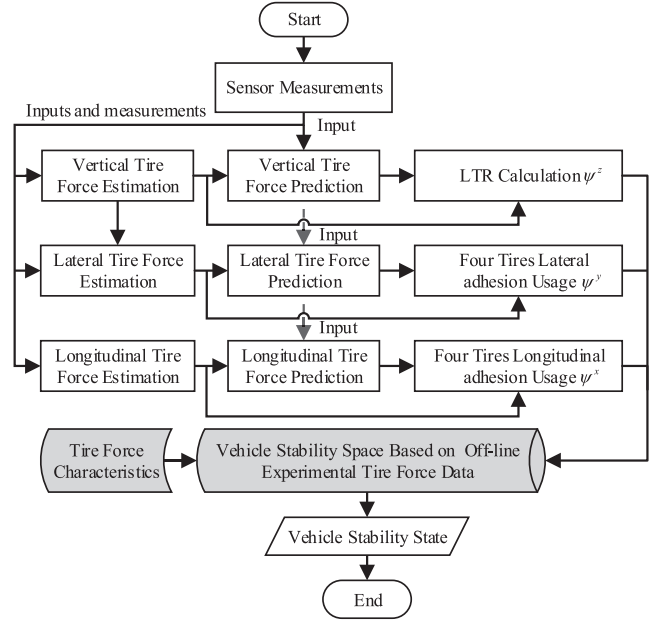 Start
Sensor Measurements
Inputs and measurements
Input
Vertical Tire
Force Estimation
Vertical Tire
Force Prediction
LTR Calculation ψᶻ
Input
Lateral Tire Force
Estimation
Lateral Tire Force
Prediction
Four Tires Lateral
adhesion Usage ψʸ
Input
Longitudinal Tire
Force Estimation
Longitudinal Tire
Force Prediction
Four Tires Longitudinal
adhesion Usage ψˣ
Tire Force
Characteristics
Vehicle Stability Space Based on Off-line
Experimental Tire Force Data
Vehicle Stability State
End